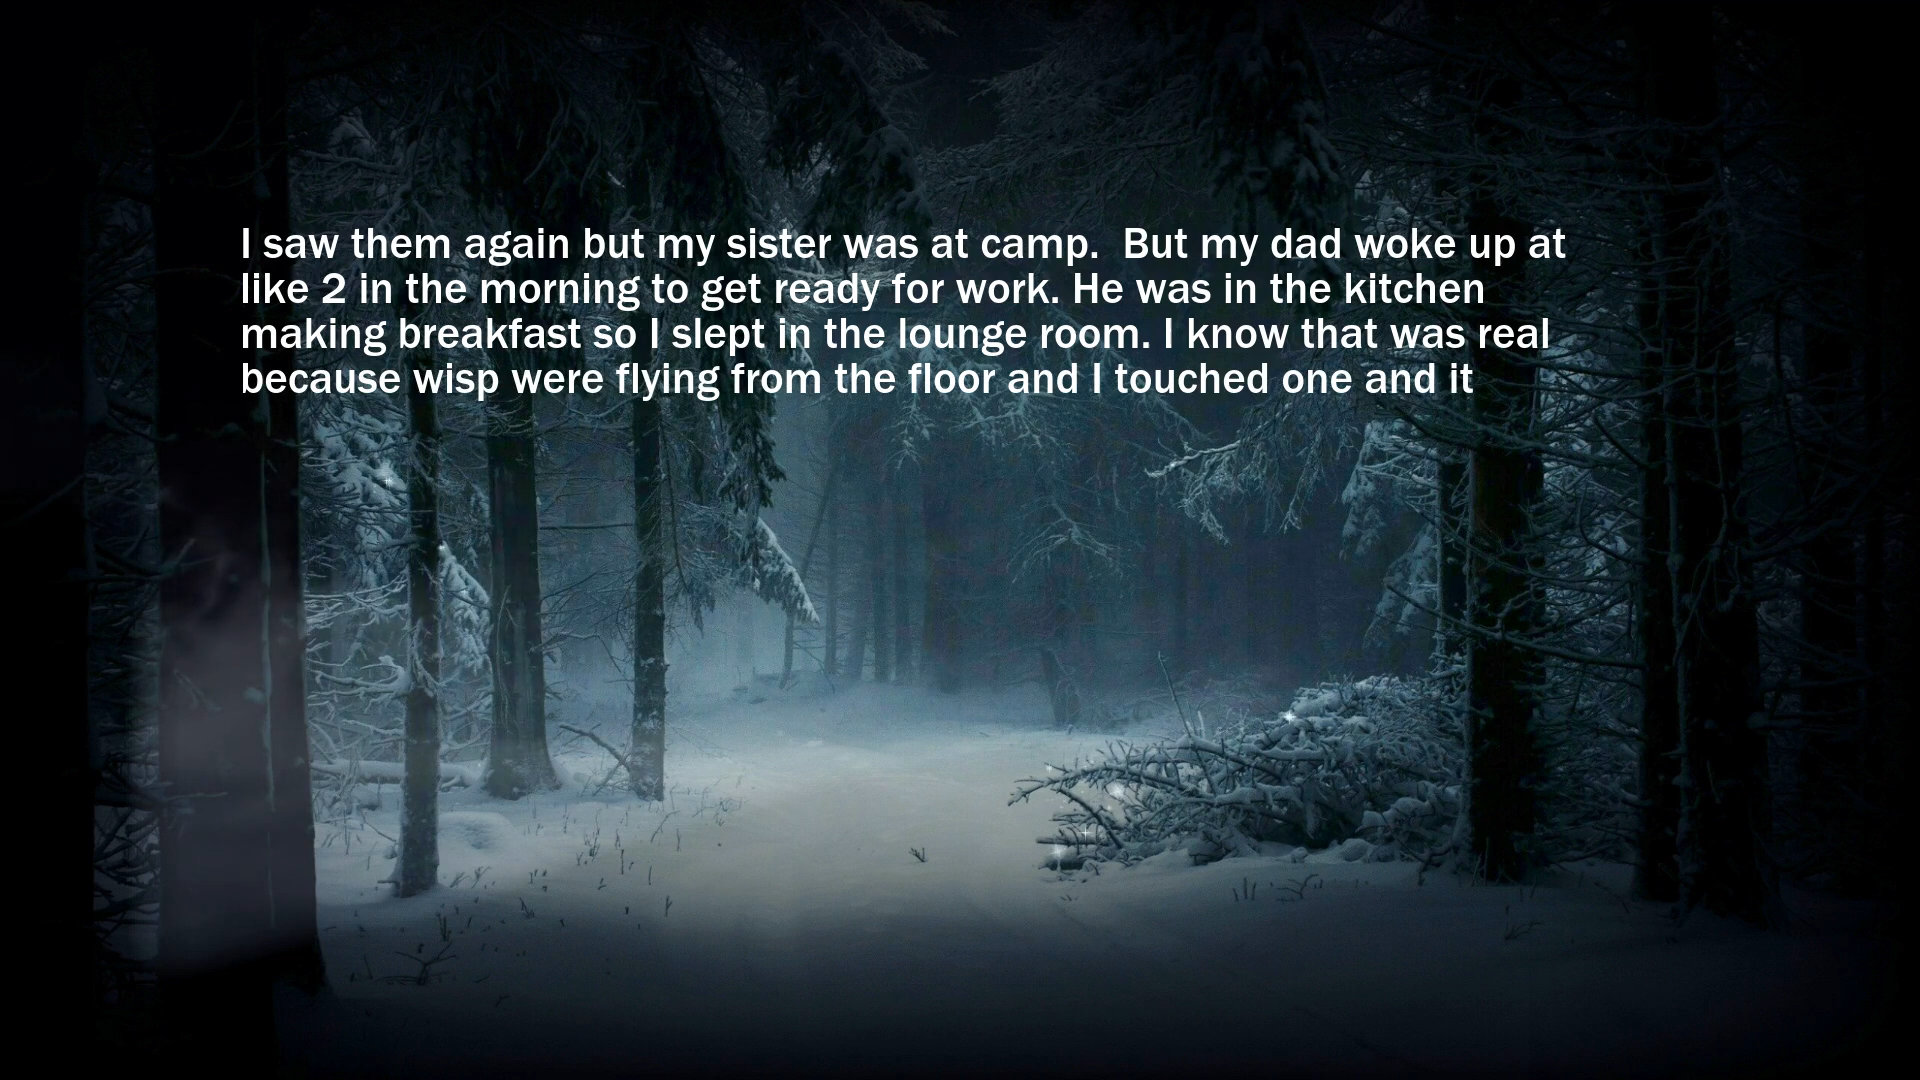 I saw them again but my sister was at camp.  But my dad woke up at
like 2 in the morning to get ready for work. He was in the kitchen
making breakfast so I slept in the lounge room. I know that was real
because wisp were flying from the floor and I touched one and it